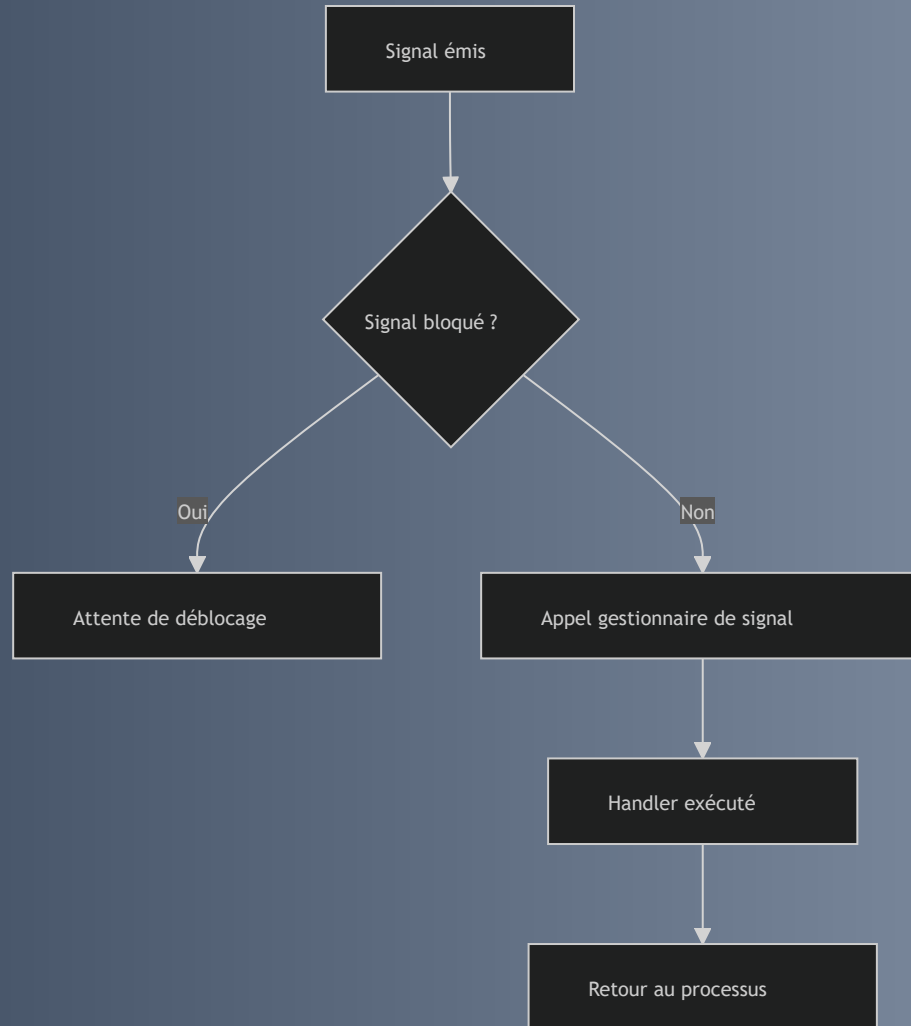 Signal émis
Signal bloqué ?
Oui
Non
Attente de déblocage
Appel gestionnaire de signal
Handler exécuté
Retour au processus